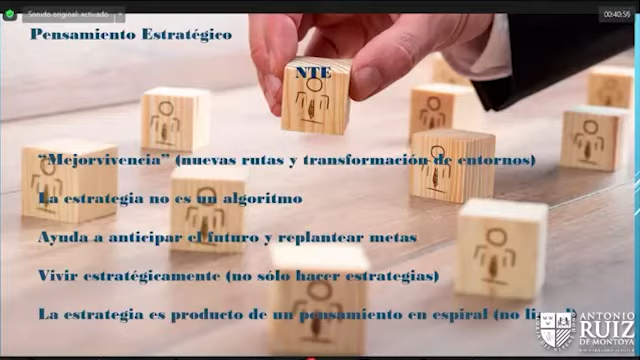 Sonido original: activado
00:40:56
Pensamiento Estratégico
NTE
“Mejorvivencia” (nuevas rutas y transformación de entornos)
La estrategia no es un algoritmo
Ayuda a anticipar el futuro y replantear metas
Vivir estratégicamente (no sólo hacer estrategias)
La estrategia es producto de un pensamiento en espiral (no
ANTONIO
RUIZ
DE MONTOYA